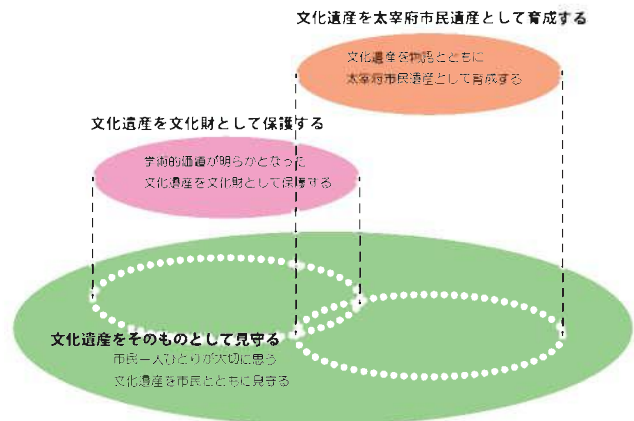 文化遺産を太宰府市民遺産として育成する
文化遺産を物語とともに
太宰府市民遺産として育成する
文化遺産を文化財として保護する
学術的価値が明らかとなった
文化遺産を文化財として保護する
文化遺産をそのものとして見守る
市民一人ひとりが大切に思う
文化遺産を市民とともに見守る